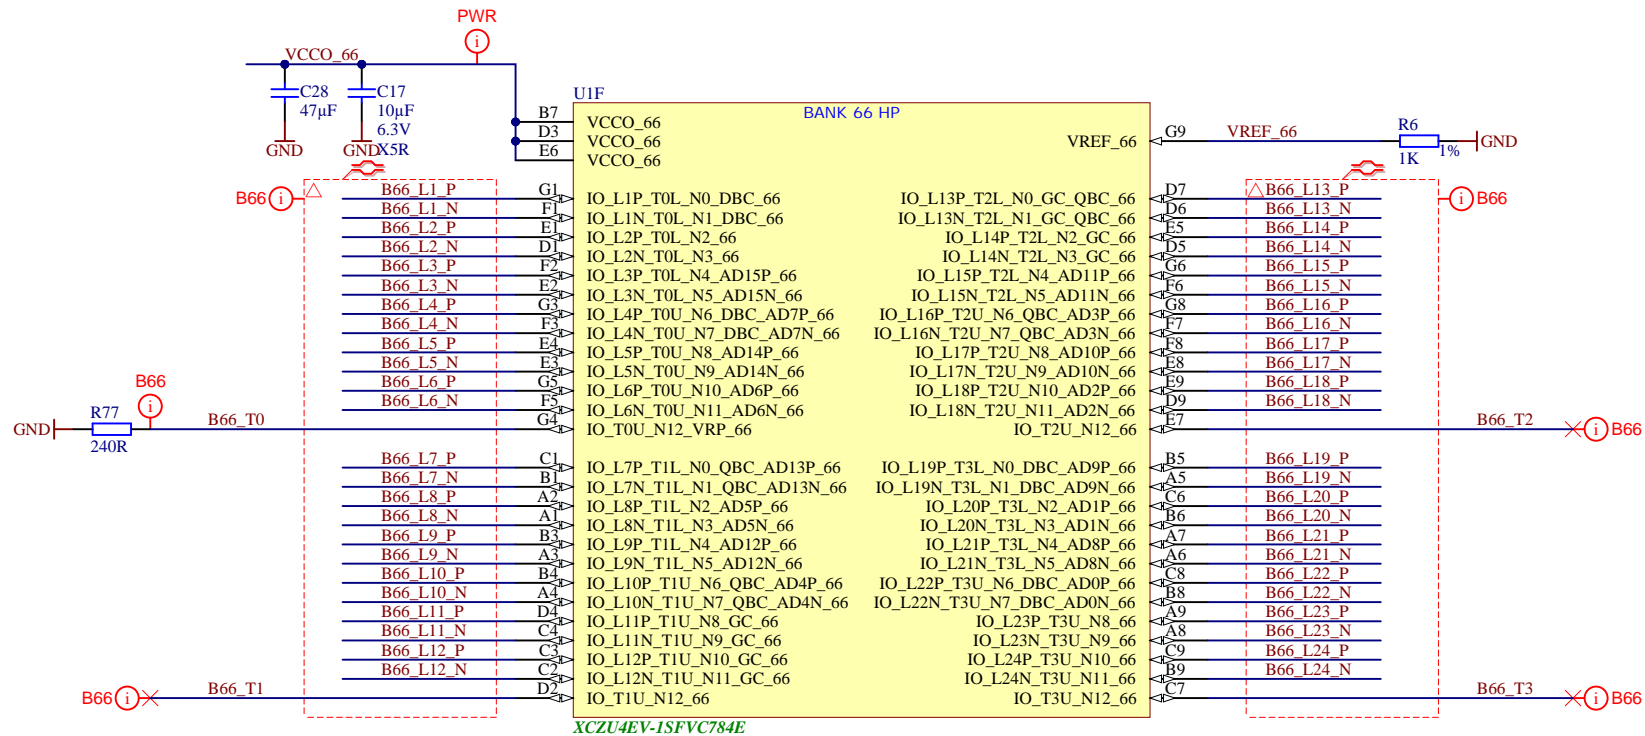 PWR
i
VCCO_66
C28
47µF
GND
C17
10µF
6.3V
X5R
GND
U1F
BANK 66 HP
B7 VCCO_66
D3 VCCO_66
E6 VCCO_66
VREF_66 G9 VREF_66
R6
1K
1%
GND
B66 i
i B66
B66_L1_P G1 IO_L1P_T0L_N0_DBC_66 IO_L13P_T2L_N0_GC_QBC_66 D7 B66_L13_P
B66_L1_N F1 IO_L1N_T0L_N1_DBC_66 IO_L13N_T2L_N1_GC_QBC_66 D6 B66_L13_N
B66_L2_P E1 IO_L2P_T0L_N2_66 IO_L14P_T2L_N2_GC_66 E5 B66_L14_P
B66_L2_N D1 IO_L2N_T0L_N3_66 IO_L14N_T2L_N3_GC_66 D5 B66_L14_N
B66_L3_P F2 IO_L3P_T0L_N4_AD15P_66 IO_L15P_T2L_N4_AD11P_66 G6 B66_L15_P
B66_L3_N E2 IO_L3N_T0L_N5_AD15N_66 IO_L15N_T2L_N5_AD11N_66 F6 B66_L15_N
B66_L4_P G3 IO_L4P_T0U_N6_DBC_AD7P_66 IO_L16P_T2U_N6_QBC_AD3P_66 G8 B66_L16_P
B66_L4_N F3 IO_L4N_T0U_N7_DBC_AD7N_66 IO_L16N_T2U_N7_QBC_AD3N_66 F7 B66_L16_N
B66_L5_P E4 IO_L5P_T0U_N8_AD14P_66 IO_L17P_T2U_N8_AD10P_66 F8 B66_L17_P
B66_L5_N E3 IO_L5N_T0U_N9_AD14N_66 IO_L17N_T2U_N9_AD10N_66 E8 B66_L17_N
B66_L6_P G5 IO_L6P_T0U_N10_AD6P_66 IO_L18P_T2U_N10_AD2P_66 E9 B66_L18_P
B66_L6_N F5 IO_L6N_T0U_N11_AD6N_66 IO_L18N_T2U_N11_AD2N_66 D9 B66_L18_N
B66
i
GND
R77
240R
B66_T0 G4 IO_T0U_N12_VRP_66 IO_T2U_N12_66 E7 B66_T2 i B66
B66_L7_P C1 IO_L7P_T1L_N0_QBC_AD13P_66 IO_L19P_T3L_N0_DBC_AD9P_66 B5 B66_L19_P
B66_L7_N B1 IO_L7N_T1L_N1_QBC_AD13N_66 IO_L19N_T3L_N1_DBC_AD9N_66 A5 B66_L19_N
B66_L8_P A2 IO_L8P_T1L_N2_AD5P_66 IO_L20P_T3L_N2_AD1P_66 C6 B66_L20_P
B66_L8_N A1 IO_L8N_T1L_N3_AD5N_66 IO_L20N_T3L_N3_AD1N_66 B6 B66_L20_N
B66_L9_P B3 IO_L9P_T1L_N4_AD12P_66 IO_L21P_T3L_N4_AD8P_66 A7 B66_L21_P
B66_L9_N A3 IO_L9N_T1L_N5_AD12N_66 IO_L21N_T3L_N5_AD8N_66 A6 B66_L21_N
B66_L10_P B4 IO_L10P_T1U_N6_QBC_AD4P_66 IO_L22P_T3U_N6_DBC_AD0P_66 C8 B66_L22_P
B66_L10_N A4 IO_L10N_T1U_N7_QBC_AD4N_66 IO_L22N_T3U_N7_DBC_AD0N_66 B8 B66_L22_N
B66_L11_P D4 IO_L11P_T1U_N8_GC_66 IO_L23P_T3U_N8_66 A9 B66_L23_P
B66_L11_N C4 IO_L11N_T1U_N9_GC_66 IO_L23N_T3U_N9_66 A8 B66_L23_N
B66_L12_P C3 IO_L12P_T1U_N10_GC_66 IO_L24P_T3U_N10_66 C9 B66_L24_P
B66_L12_N C2 IO_L12N_T1U_N11_GC_66 IO_L24N_T3U_N11_66 B9 B66_L24_N
B66 i B66_T1 D2 IO_T1U_N12_66 IO_T3U_N12_66 C7 B66_T3 i B66
XCZU4EV-1SFVC784E